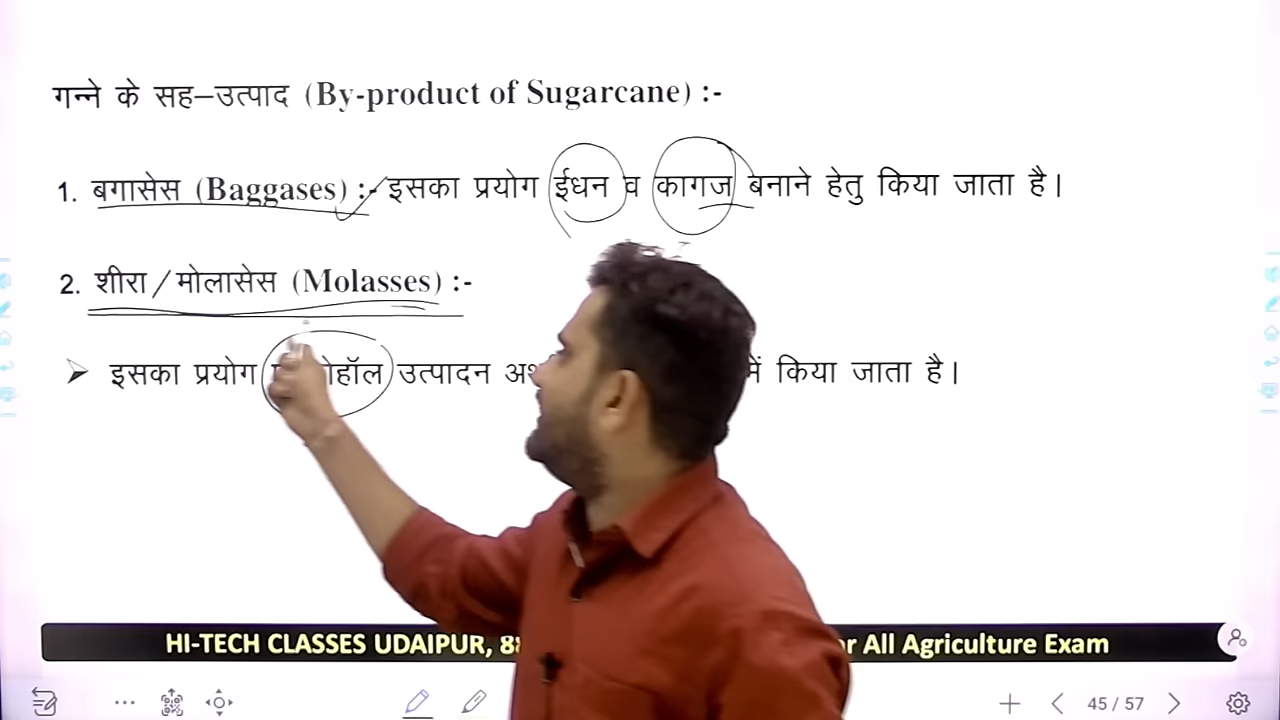 गन्ने के सह–उत्पाद (By-product of Sugarcane) :-
1. बगासेस (Baggases) :- इसका प्रयोग ईधन व कागज बनाने हेतु किया जाता है।
2. शीरा/मोलासेस (Molasses) :-
इसका प्रयोग उत्पादन में किया जाता है।
HI-TECH CLASSES UDAIPUR, All Agriculture Exam
45 / 57